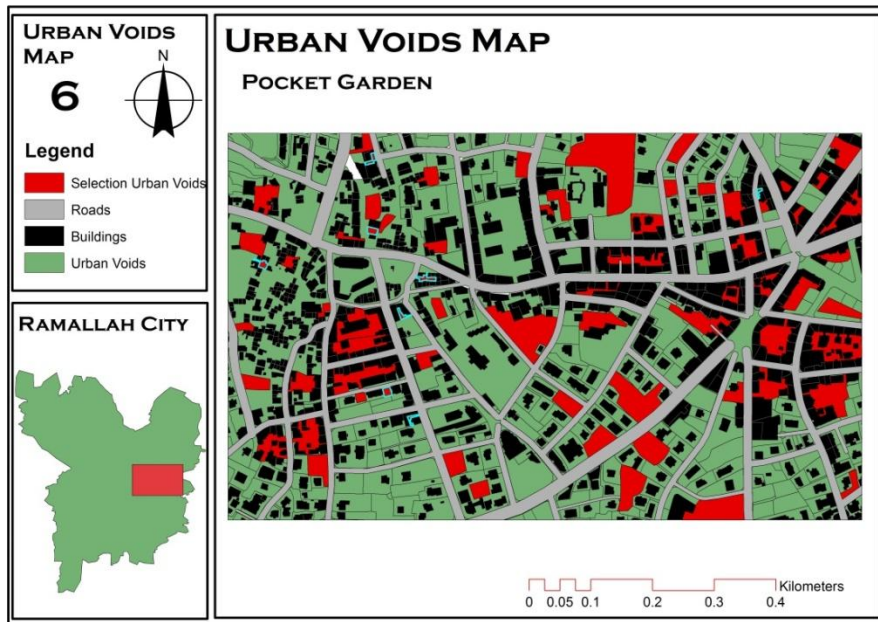 URBAN VOIDS
MAP
6
N
Legend
Selection Urban Voids
Roads
Buildings
Urban Voids
RAMALLAH CITY
URBAN VOIDS MAP
POCKET GARDEN
Kilometers
0 0.05 0.1 0.2 0.3 0.4